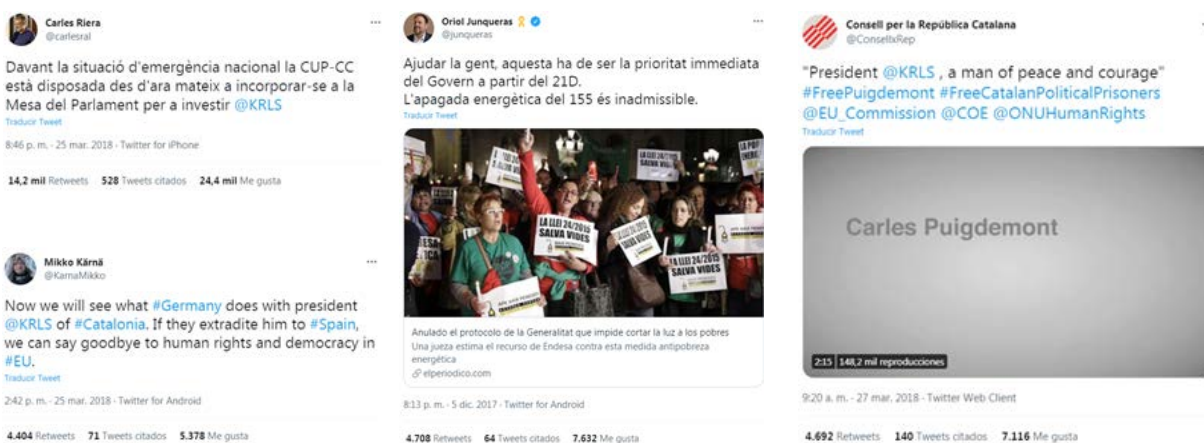 Carles Riera
@carlesral
Davant la situació d'emergència nacional la CUP-CC
està disposada des d'ara mateix a incorporar-se a la
Mesa del Parlament per a investir @KRLS
Traducir Tweet
8:46 p. m. · 25 mar. 2018 · Twitter for iPhone
14,2 mil Retweets 528 Tweets citados 24,4 mil Me gusta
Mikko Kärnä
@KarnaMikko
Now we will see what #Germany does with president
@KRLS of #Catalonia. If they extradite him to #Spain,
we can say goodbye to human rights and democracy in
#EU.
Traducir Tweet
2:42 p. m. · 25 mar. 2018 · Twitter for Android
4.404 Retweets 71 Tweets citados 5.378 Me gusta
Oriol Junqueras
@junqueras
Ajudar la gent, aquesta ha de ser la prioritat immediata
del Govern a partir del 21D.
L'apagada energètica del 155 és inadmissible.
Traducir Tweet
LA LLEI 24/2015
SALVA VIDES
LA LLEI 24/2015
SALVA VIDES
Anulado el protocolo de la Generalitat que impide cortar la luz a los pobres
Una jueza estima el recurso de Endesa contra esta medida antipobreza
energética
elperiodico.com
8:13 p. m. · 5 dic. 2017 · Twitter for Android
4.708 Retweets 64 Tweets citados 7.632 Me gusta
Consell per la República Catalana
@ConsellxRep
"President @KRLS , a man of peace and courage"
#FreePuigdemont #FreeCatalanPoliticalPrisoners
@EU_Commission @COE @ONUHumanRights
Traducir Tweet
Carles Puigdemont
2:15 148,2 mil reproducciones
9:20 a. m. · 27 mar. 2018 · Twitter Web Client
4.692 Retweets 140 Tweets citados 7.116 Me gusta